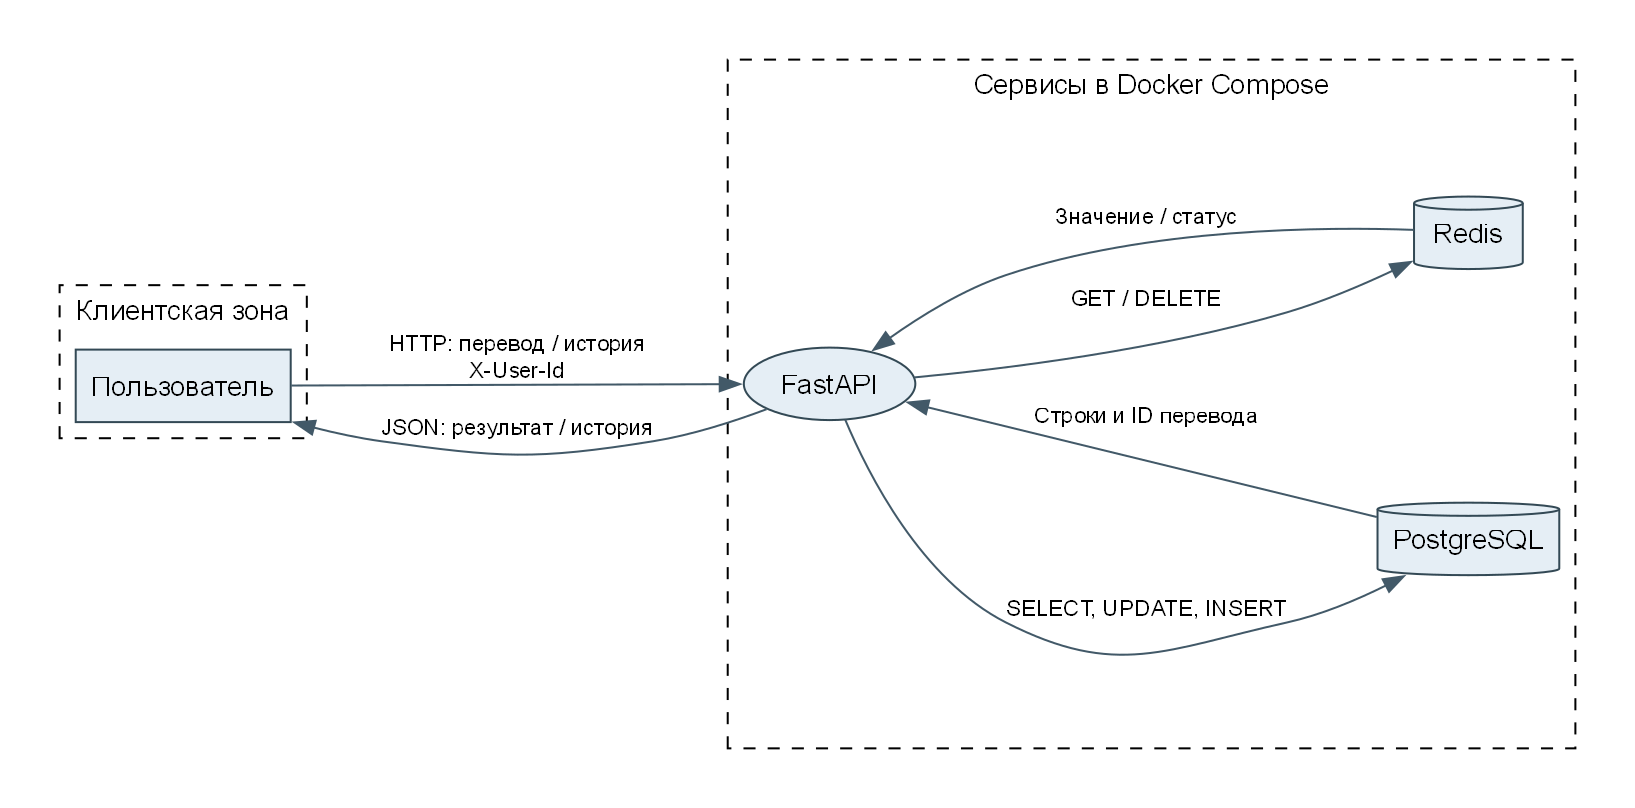 Сервисы в Docker Compose
Значение / статус
Redis
GET / DELETE
Клиентская зона
Пользователь
HTTP: перевод / история
X-User-Id
FastAPI
JSON: результат / история
Строки и ID перевода
PostgreSQL
SELECT, UPDATE, INSERT